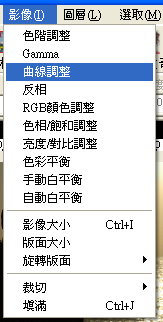 影像(I) 圖層(L) 選取(M)
色階調整
Gamma
曲線調整
反相
RGB顏色調整
色相/飽和調整
亮度/對比調整
色彩平衡
手動白平衡
自動白平衡
影像大小 Ctrl+I
版面大小
旋轉版面
裁切
填滿 Ctrl+J